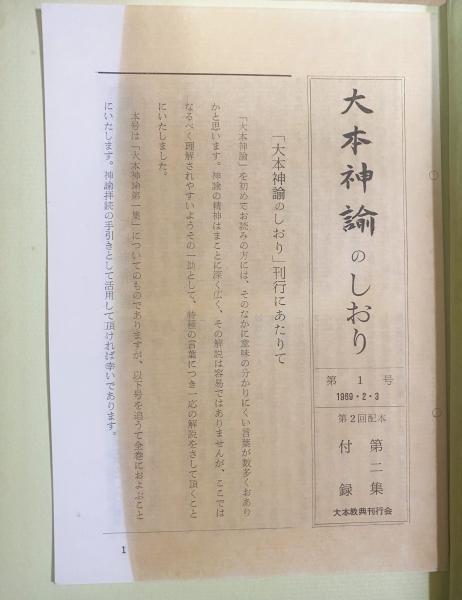 大本神諭のしおり
第1号
1969・2・3
第2回配本
第二集
付録
大本教典刊行会
「大本神諭のしおり」刊行にあたりて
「大本神諭」を初めてお読みの方には、そのなかに意味の分かりにくい言葉が数多くおあり
かと思います。神諭の精神はまことに深く広く、その解説は容易ではありませんが、ここでは
なるべく理解されやすいようその一助として、特種の言葉につき一応の解説をさして頂くこと
にいたしました。
本号は「大本神諭第一集」についてのものでありますが、以下号を追うて全巻におよぶこと
にいたします。神諭拝読の手引きとして活用して頂ければ幸いであります。
1